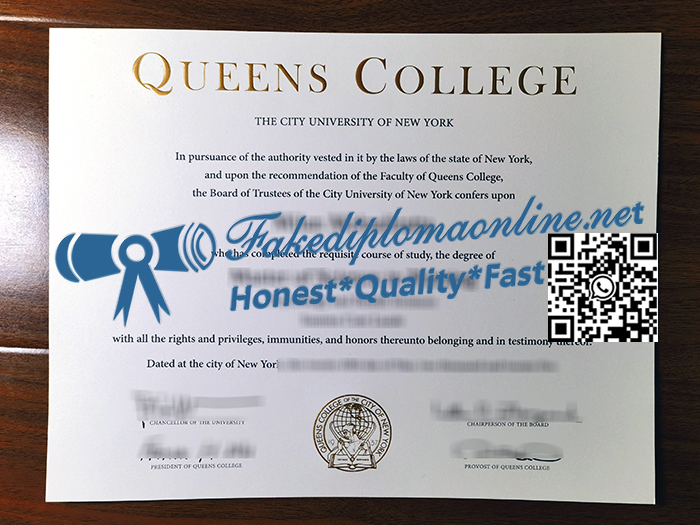 QUEENS COLLEGE
THE CITY UNIVERSITY OF NEW YORK
In pursuance of the authority vested in it by the laws of the state of New York,
and upon the recommendation of the Faculty of Queens College,
the Board of Trustees of the City University of New York confers upon
Fakediplomaonline.net
who has completed the requisite course of study, the degree of
Honest*Quality*Fast
with all the rights and privileges, immunities, and honors thereunto belonging and in testimony thereof.
Dated at the city of New York
CHANCELLOR OF THE UNIVERSITY
CHAIRPERSON OF THE BOARD
QUEENS COLLEGE OF THE CITY OF NEW YORK
PRESIDENT OF QUEENS COLLEGE
PROVOST OF QUEENS COLLEGE